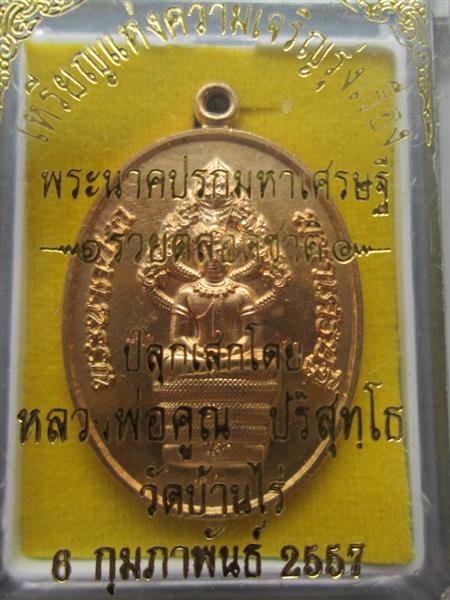 เหรียญแห่งความเจริญรุ่งเรือง
พระนาคปรกมหาเศรษฐี
๑ รวยตลอดชาติ ๑
ปลุกเสกโดย
หลวงพ่อคูณ ปริสุทฺโธ
วัดบ้านไร่
6 กุมภาพันธ์ 2557